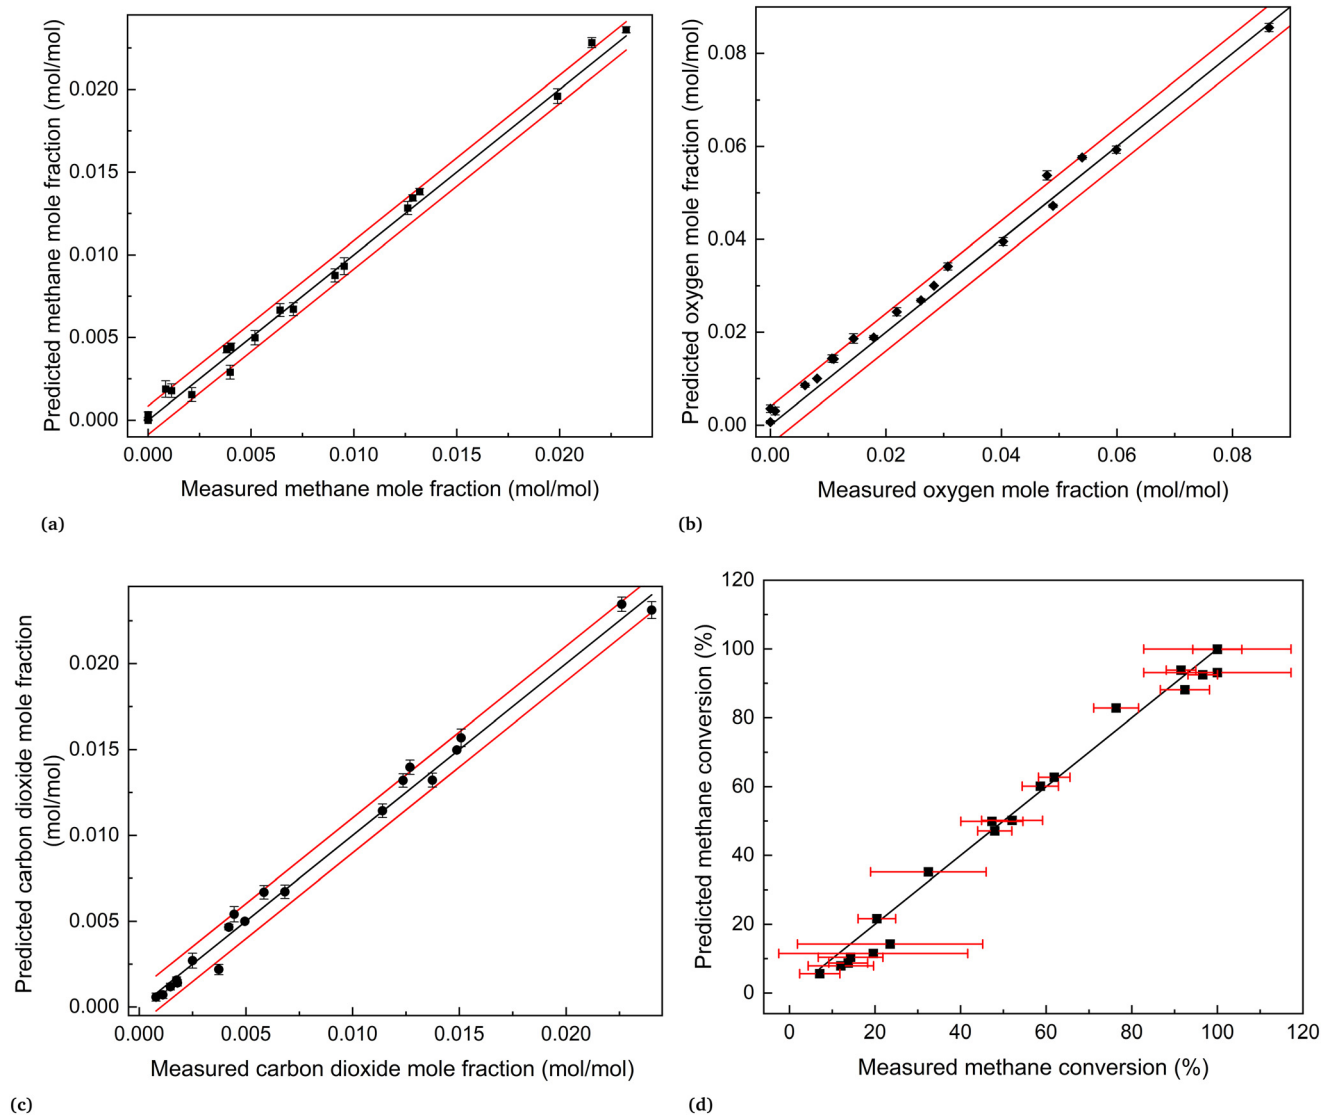 Predicted methane mole fraction (mol/mol)
0.020
0.015
0.010
0.005
0.000
0.000 0.005 0.010 0.015 0.020
Measured methane mole fraction (mol/mol)
(a)
Predicted oxygen mole fraction (mol/mol)
0.08
0.06
0.04
0.02
0.00
0.00 0.02 0.04 0.06 0.08
Measured oxygen mole fraction (mol/mol)
(b)
Predicted carbon dioxide mole fraction
(mol/mol)
0.020
0.015
0.010
0.005
0.000
0.000 0.005 0.010 0.015 0.020
Measured carbon dioxide mole fraction (mol/mol)
(c)
Predicted methane conversion (%)
120
100
80
60
40
20
0
0 20 40 60 80 100 120
Measured methane conversion (%)
(d)